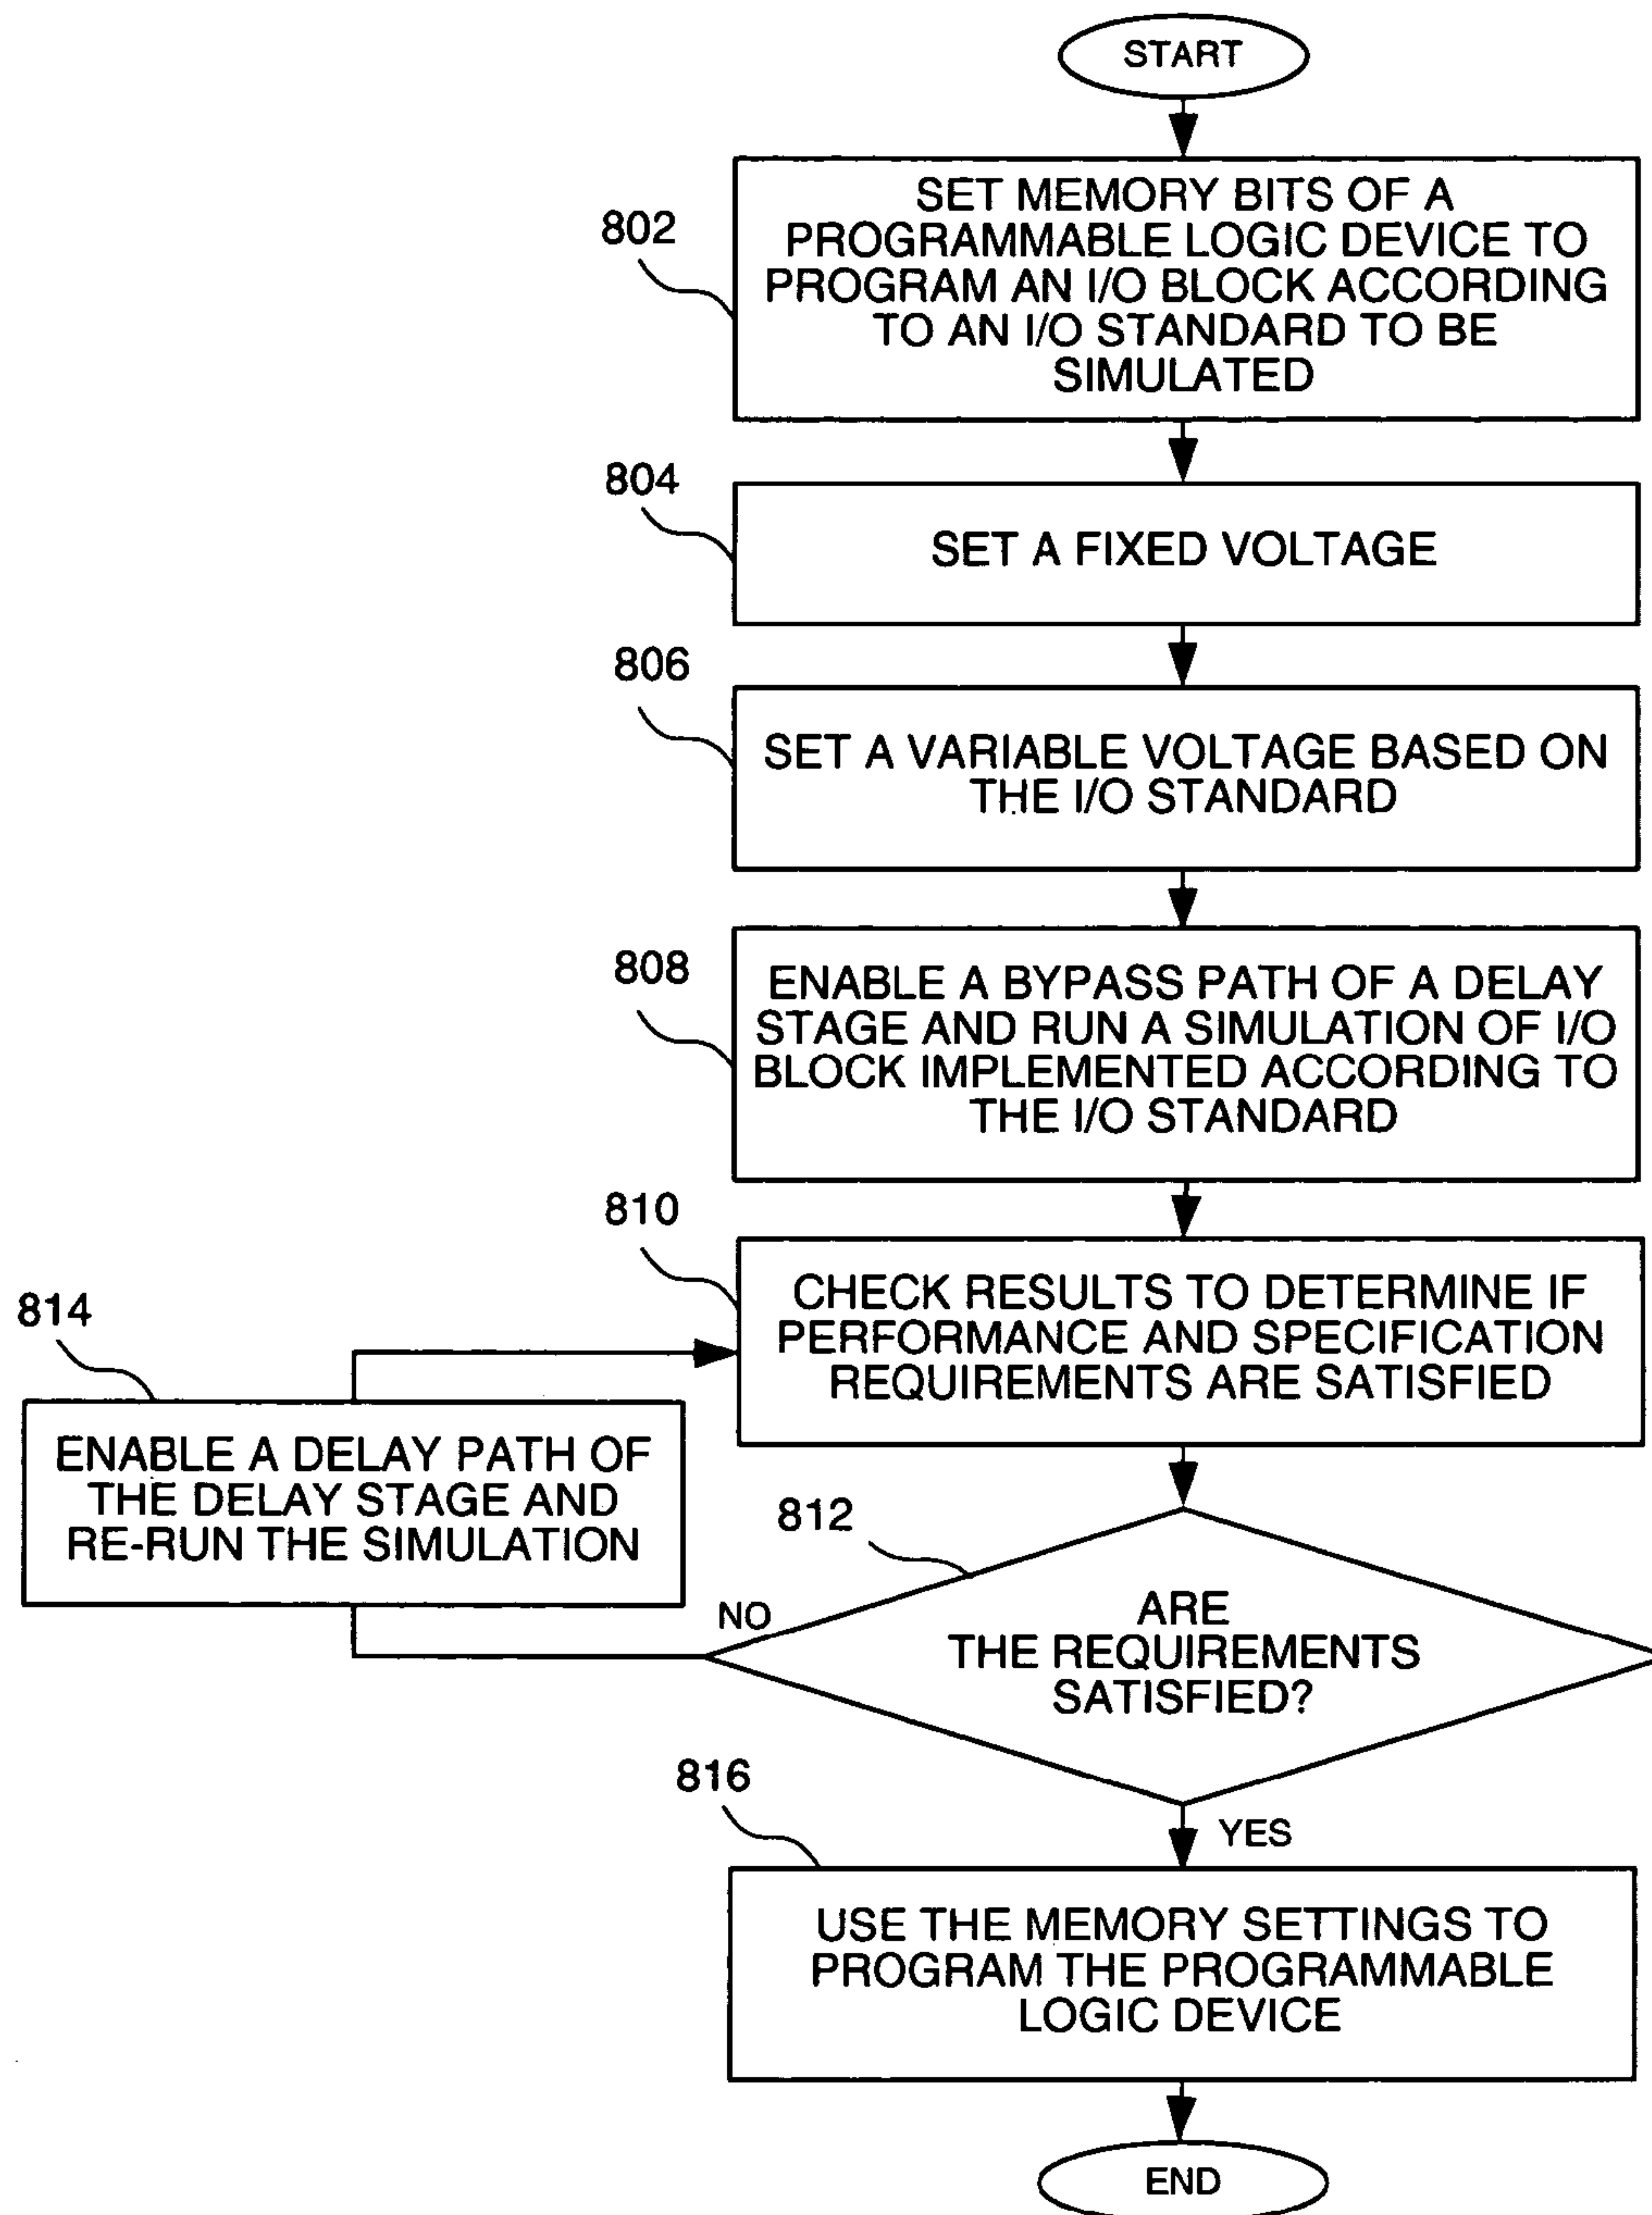 START
802
SET MEMORY BITS OF A
PROGRAMMABLE LOGIC DEVICE TO
PROGRAM AN I/O BLOCK ACCORDING
TO AN I/O STANDARD TO BE
SIMULATED
804
SET A FIXED VOLTAGE
806
SET A VARIABLE VOLTAGE BASED ON
THE I/O STANDARD
808
ENABLE A BYPASS PATH OF A DELAY
STAGE AND RUN A SIMULATION OF I/O
BLOCK IMPLEMENTED ACCORDING TO
THE I/O STANDARD
810
CHECK RESULTS TO DETERMINE IF
PERFORMANCE AND SPECIFICATION
REQUIREMENTS ARE SATISFIED
814
ENABLE A DELAY PATH OF
THE DELAY STAGE AND
RE-RUN THE SIMULATION
812
NO
ARE
THE REQUIREMENTS
SATISFIED?
YES
816
USE THE MEMORY SETTINGS TO
PROGRAM THE PROGRAMMABLE
LOGIC DEVICE
END